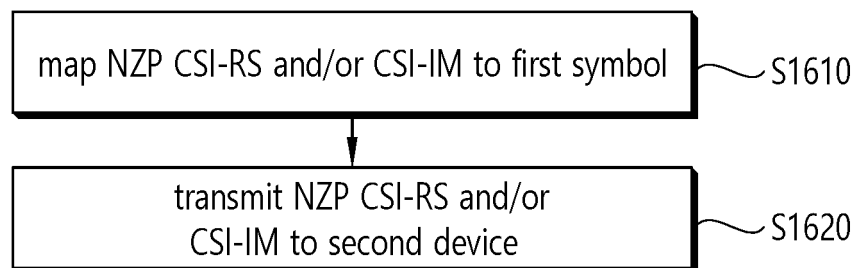 map NZP CSI-RS and/or CSI-IM to first symbol
S1610
transmit NZP CSI-RS and/or
CSI-IM to second device
S1620